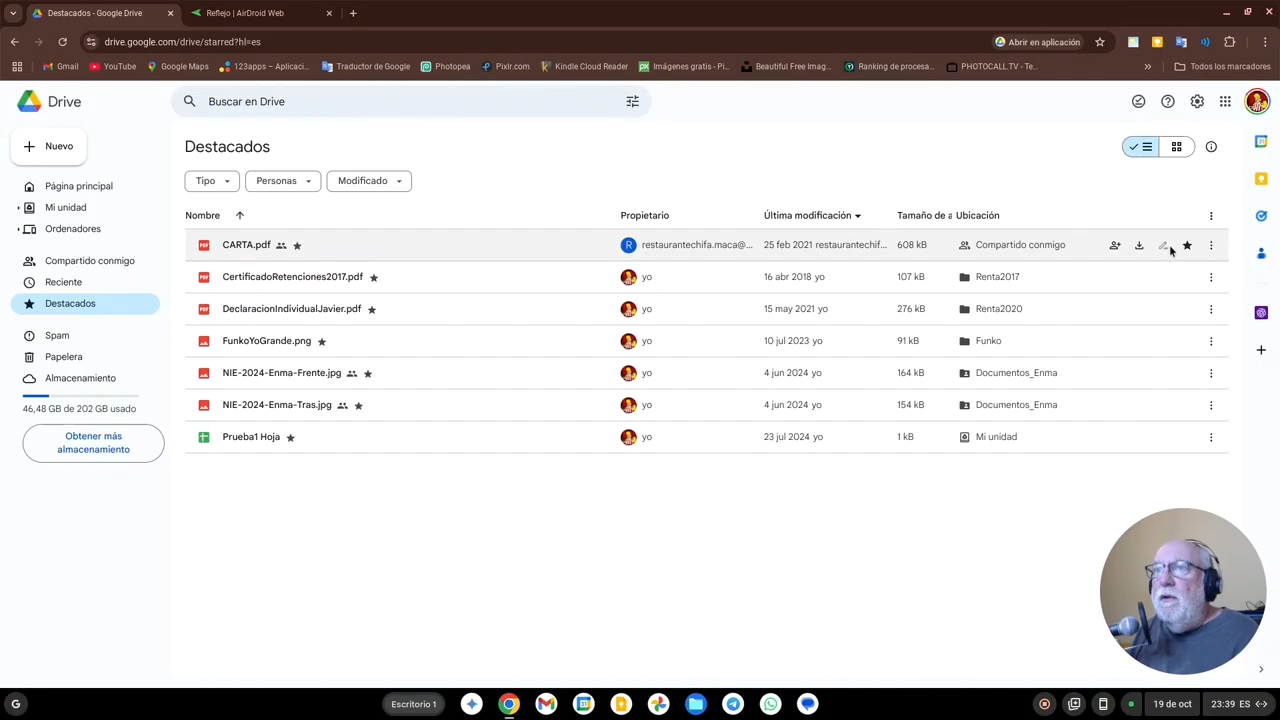 Destacados - Google Drive
Reflejo | AirDroid Web
drive.google.com/drive/starred?hl=es
Abrir en aplicación
Gmail
YouTube
Google Maps
123apps – Aplicaci...
Traductor de Google
Photopea
Pixlr.com
Kindle Cloud Reader
Imágenes gratis - Pi...
Beautiful Free Imag...
Ranking de procesa...
PHOTOCALL.TV - Te...
Todos los marcadores
Drive
Buscar en Drive
Nuevo
Página principal
Mi unidad
Ordenadores
Compartido conmigo
Reciente
Destacados
Spam
Papelera
Almacenamiento
46,48 GB de 202 GB usado
Obtener más
almacenamiento
Destacados
Tipo
Personas
Modificado
Nombre
Propietario
Última modificación
Tamaño de a
Ubicación
CARTA.pdf
restaurantechifa.maca@...
25 feb 2021 restaurantechif...
608 kB
Compartido conmigo
CertificadoRetenciones2017.pdf
yo
16 abr 2018 yo
107 kB
Renta2017
DeclaracionIndividualJavier.pdf
yo
15 may 2021 yo
276 kB
Renta2020
FunkoYoGrande.png
yo
10 jul 2023 yo
91 kB
Funko
NIE-2024-Enma-Frente.jpg
yo
4 jun 2024 yo
164 kB
Documentos_Enma
NIE-2024-Enma-Tras.jpg
yo
4 jun 2024 yo
154 kB
Documentos_Enma
Prueba1 Hoja
yo
23 jul 2024 yo
1 kB
Mi unidad
Escritorio 1
19 de oct
23:39 ES